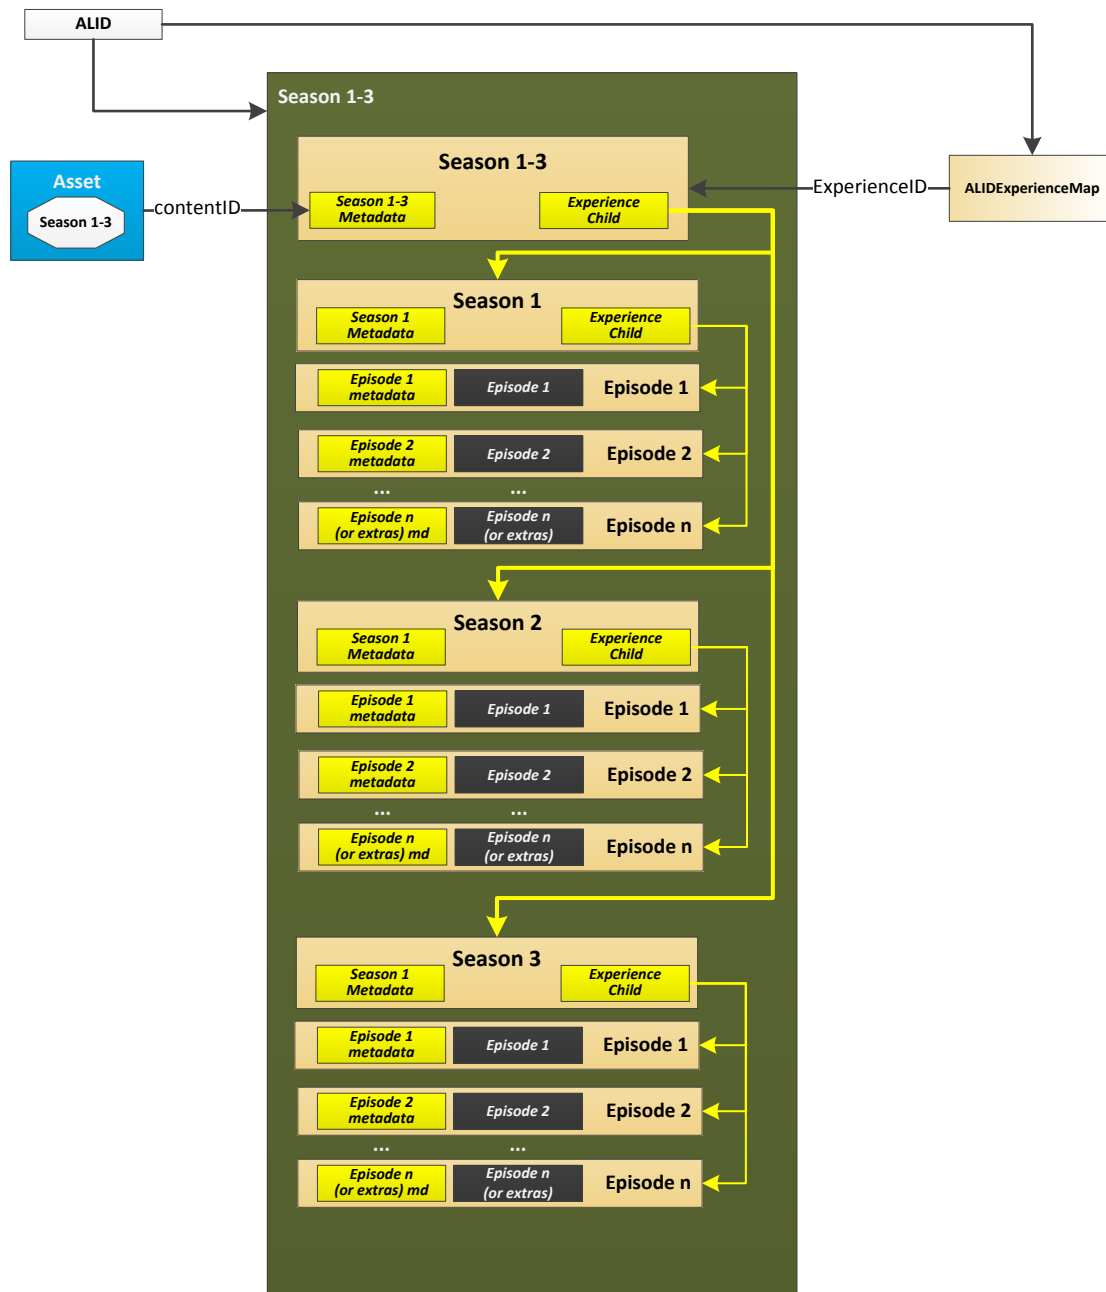 ALID
Season 1-3
Season 1-3
Asset
Season 1-3
contentID
Season 1-3
Metadata
Experience
Child
ExperienceID
ALIDExperienceMap
Season 1
Season 1
Metadata
Experience
Child
Episode 1
metadata
Episode 1
Episode 1
Episode 2
metadata
Episode 2
Episode 2
...
...
Episode n
(or extras) md
Episode n
(or extras)
Episode n
Season 2
Season 1
Metadata
Experience
Child
Episode 1
metadata
Episode 1
Episode 1
Episode 2
metadata
Episode 2
Episode 2
...
...
Episode n
(or extras) md
Episode n
(or extras)
Episode n
Season 3
Season 1
Metadata
Experience
Child
Episode 1
metadata
Episode 1
Episode 1
Episode 2
metadata
Episode 2
Episode 2
...
...
Episode n
(or extras) md
Episode n
(or extras)
Episode n